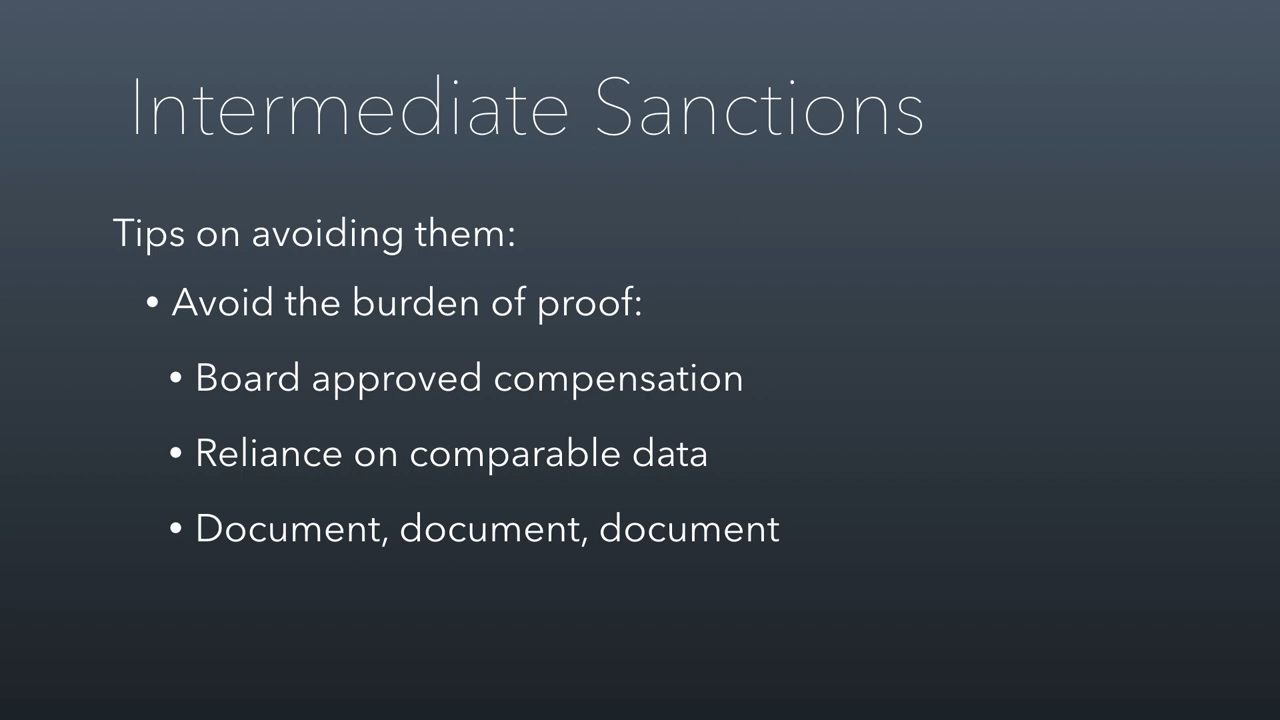 Intermediate Sanctions
Tips on avoiding them:
• Avoid the burden of proof:
• Board approved compensation
• Reliance on comparable data
• Document, document, document